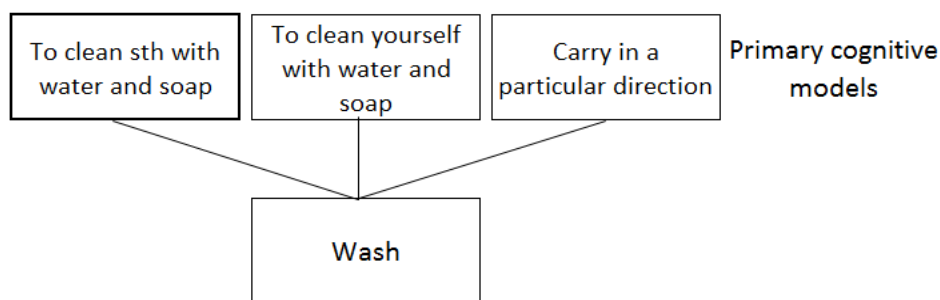 To clean sth with
water and soap
To clean yourself
with water and
soap
Carry in a
particular direction
Primary cognitive
models
Wash